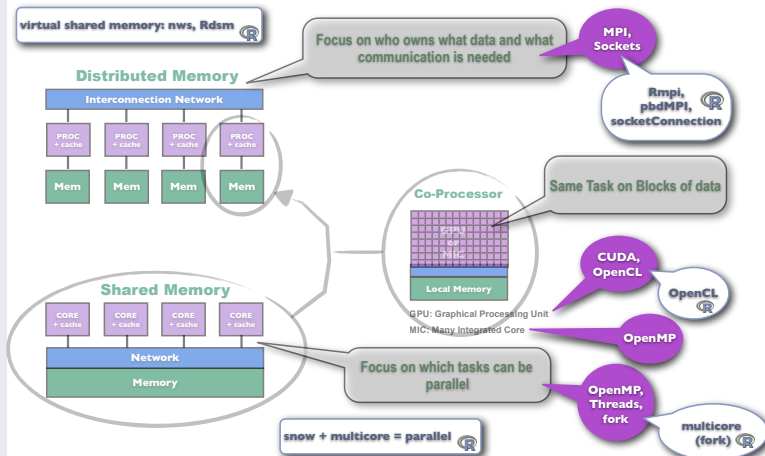 virtual shared memory: nws, Rdsm
R
Focus on who owns what data and what
communication is needed
MPI,
Sockets
Rmpi,
pbdMPI,
socketConnection
R
Distributed Memory
Interconnection Network
PROC
+ cache
PROC
+ cache
PROC
+ cache
PROC
+ cache
Mem
Mem
Mem
Mem
Co-Processor
GPU
or
MIC
Local Memory
GPU: Graphical Processing Unit
MIC: Many Integrated Core
Same Task on Blocks of data
CUDA,
OpenCL
OpenCL
R
OpenMP
Shared Memory
CORE
+ cache
CORE
+ cache
CORE
+ cache
CORE
+ cache
Network
Memory
Focus on which tasks can be
parallel
OpenMP,
Threads,
fork
multicore
(fork)
R
snow + multicore = parallel
R